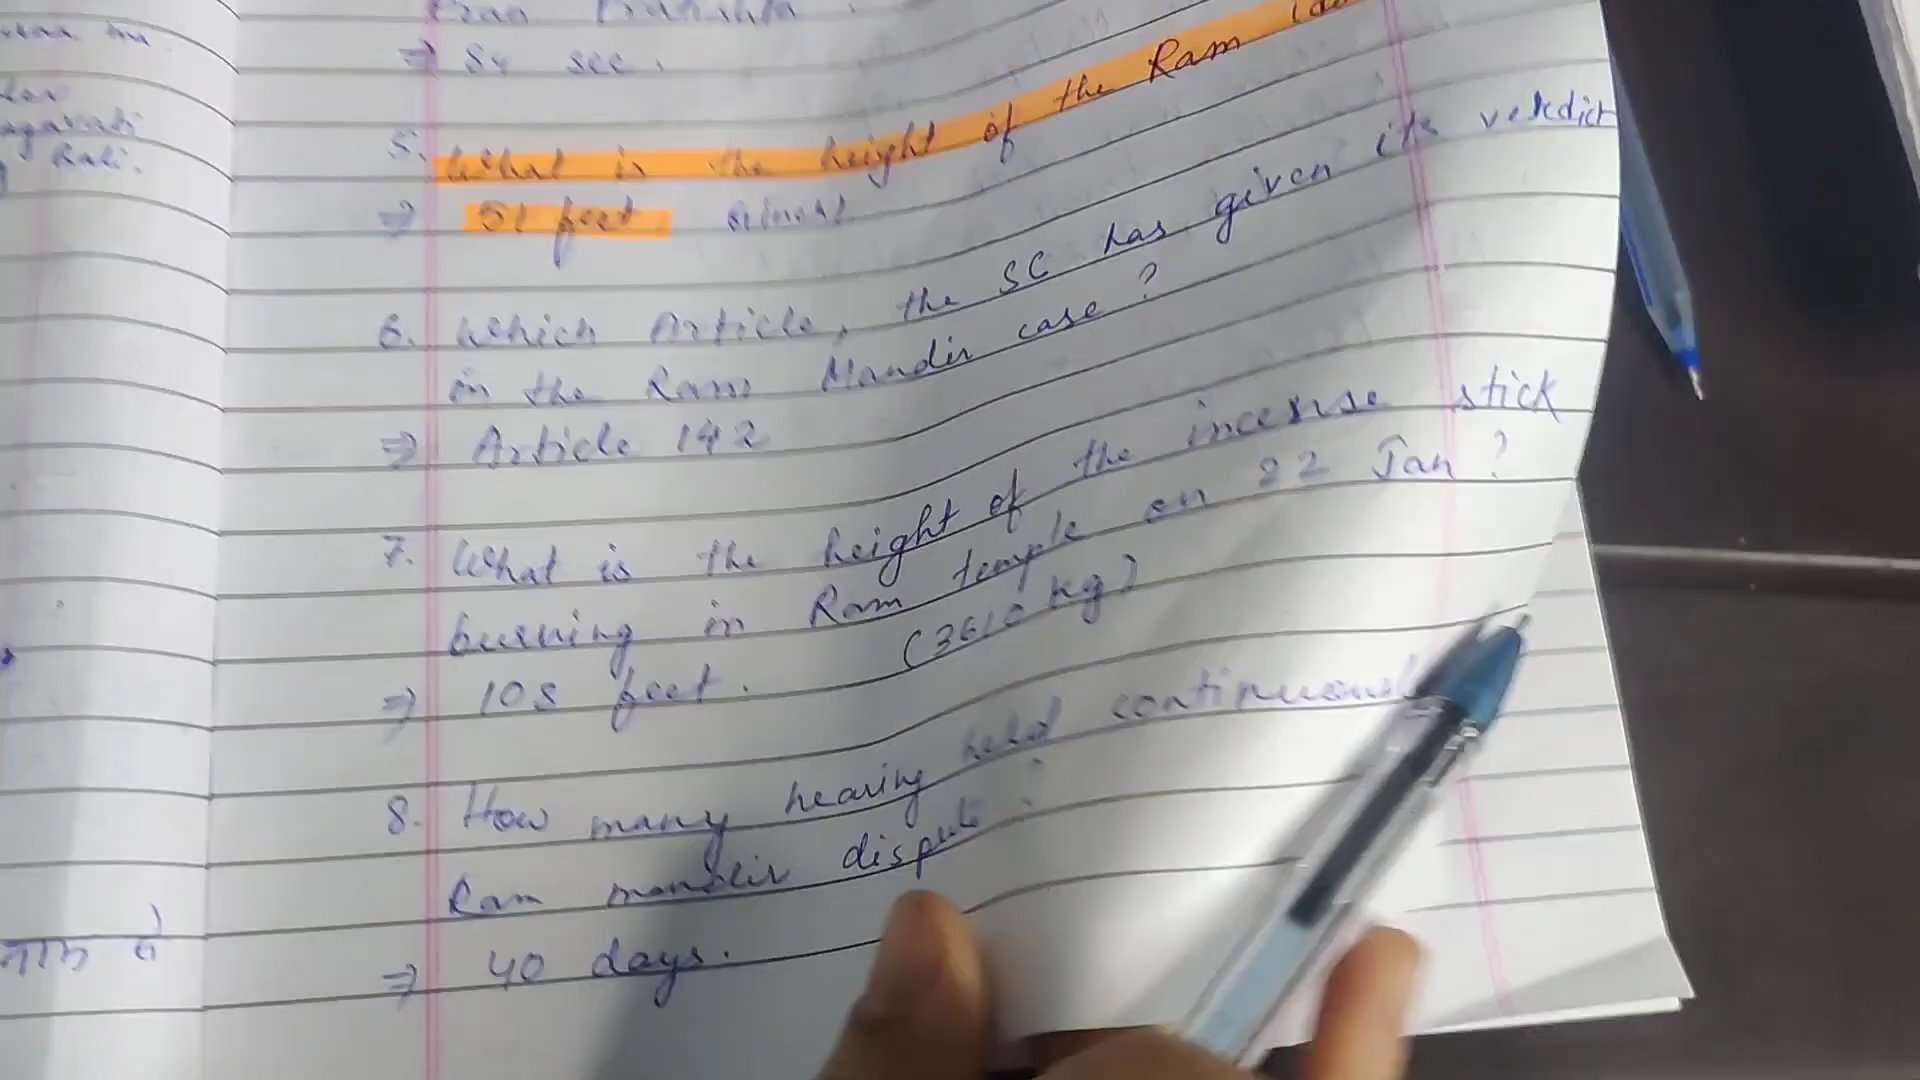 Pran
⇒ 84 sec.
5. What is the height of the Ram
⇒ 51 feet
6. Which Article, the SC has given its verdict
in the Ram Mandir case?
⇒ Article 142
7. What is the height of the incense stick
burning in Ram temple on 22 Jan?
⇒ 108 feet. (3610 kg)
8. How many hearing held continuously
Ram mandir dispute?
⇒ 40 days.